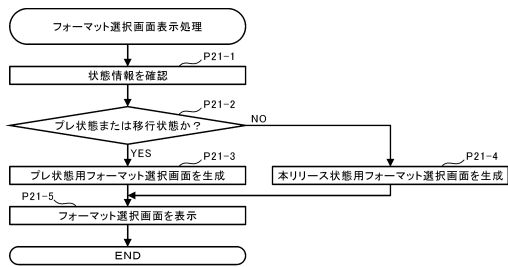 フォーマット選択画面表示処理
P21-1
状態情報を確認
P21-2
プレ状態または移行状態か?
NO
YES
P21-3
プレ状態用フォーマット選択画面を生成
P21-4
本リリース状態用フォーマット選択画面を生成
P21-5
フォーマット選択画面を表示
END